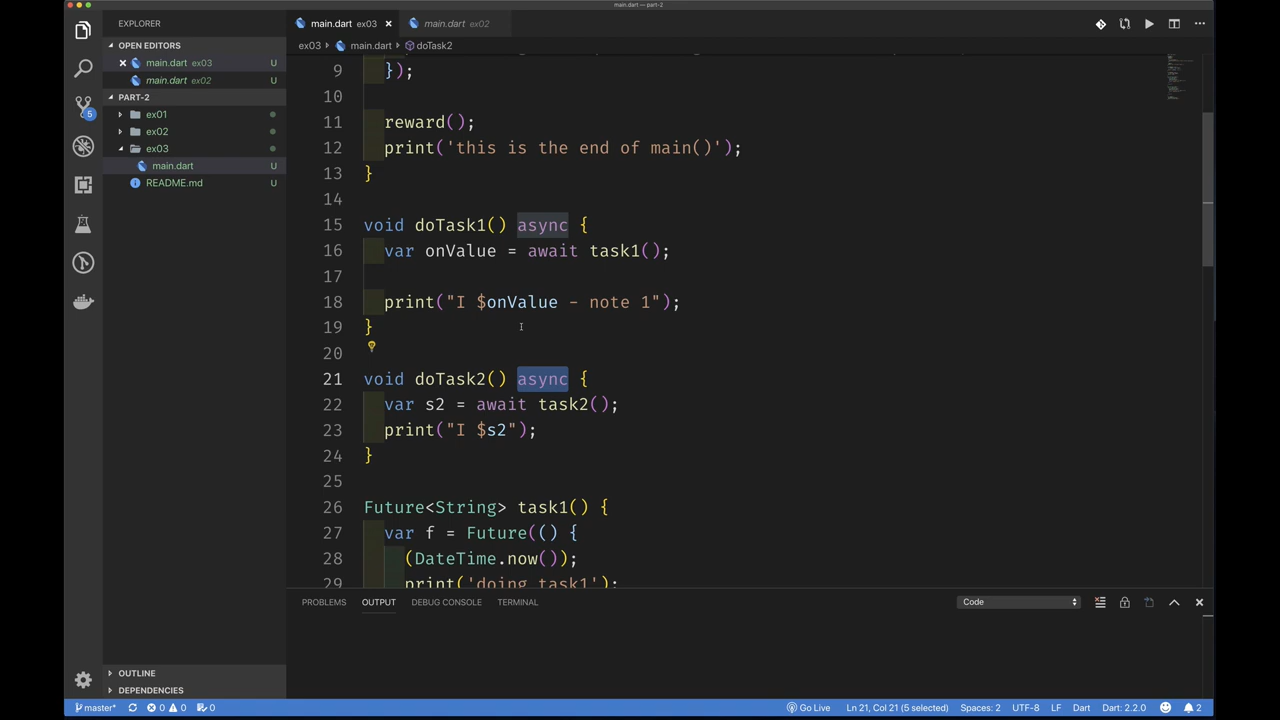 main.dart — part-2
EXPLORER
main.dart ex03
main.dart ex02
OPEN EDITORS
main.dart ex03 U
main.dart ex02 U
PART-2
ex01
ex02
ex03
main.dart U
README.md U
5
OUTLINE
DEPENDENCIES
ex03 › main.dart › doTask2
9 });
10
11 reward();
12 print('this is the end of main()');
13 }
14
15 void doTask1() async {
16 var onValue = await task1();
17
18 print("I $onValue - note 1");
19 }
20
21 void doTask2() async {
22 var s2 = await task2();
23 print("I $s2");
24 }
25
26 Future<String> task1() {
27 var f = Future(() {
28 (DateTime.now());
29 print('doing task1');
PROBLEMS OUTPUT DEBUG CONSOLE TERMINAL Code
master* 0 0 0 Go Live Ln 21, Col 21 (5 selected) Spaces: 2 UTF-8 LF Dart Dart: 2.2.0 2